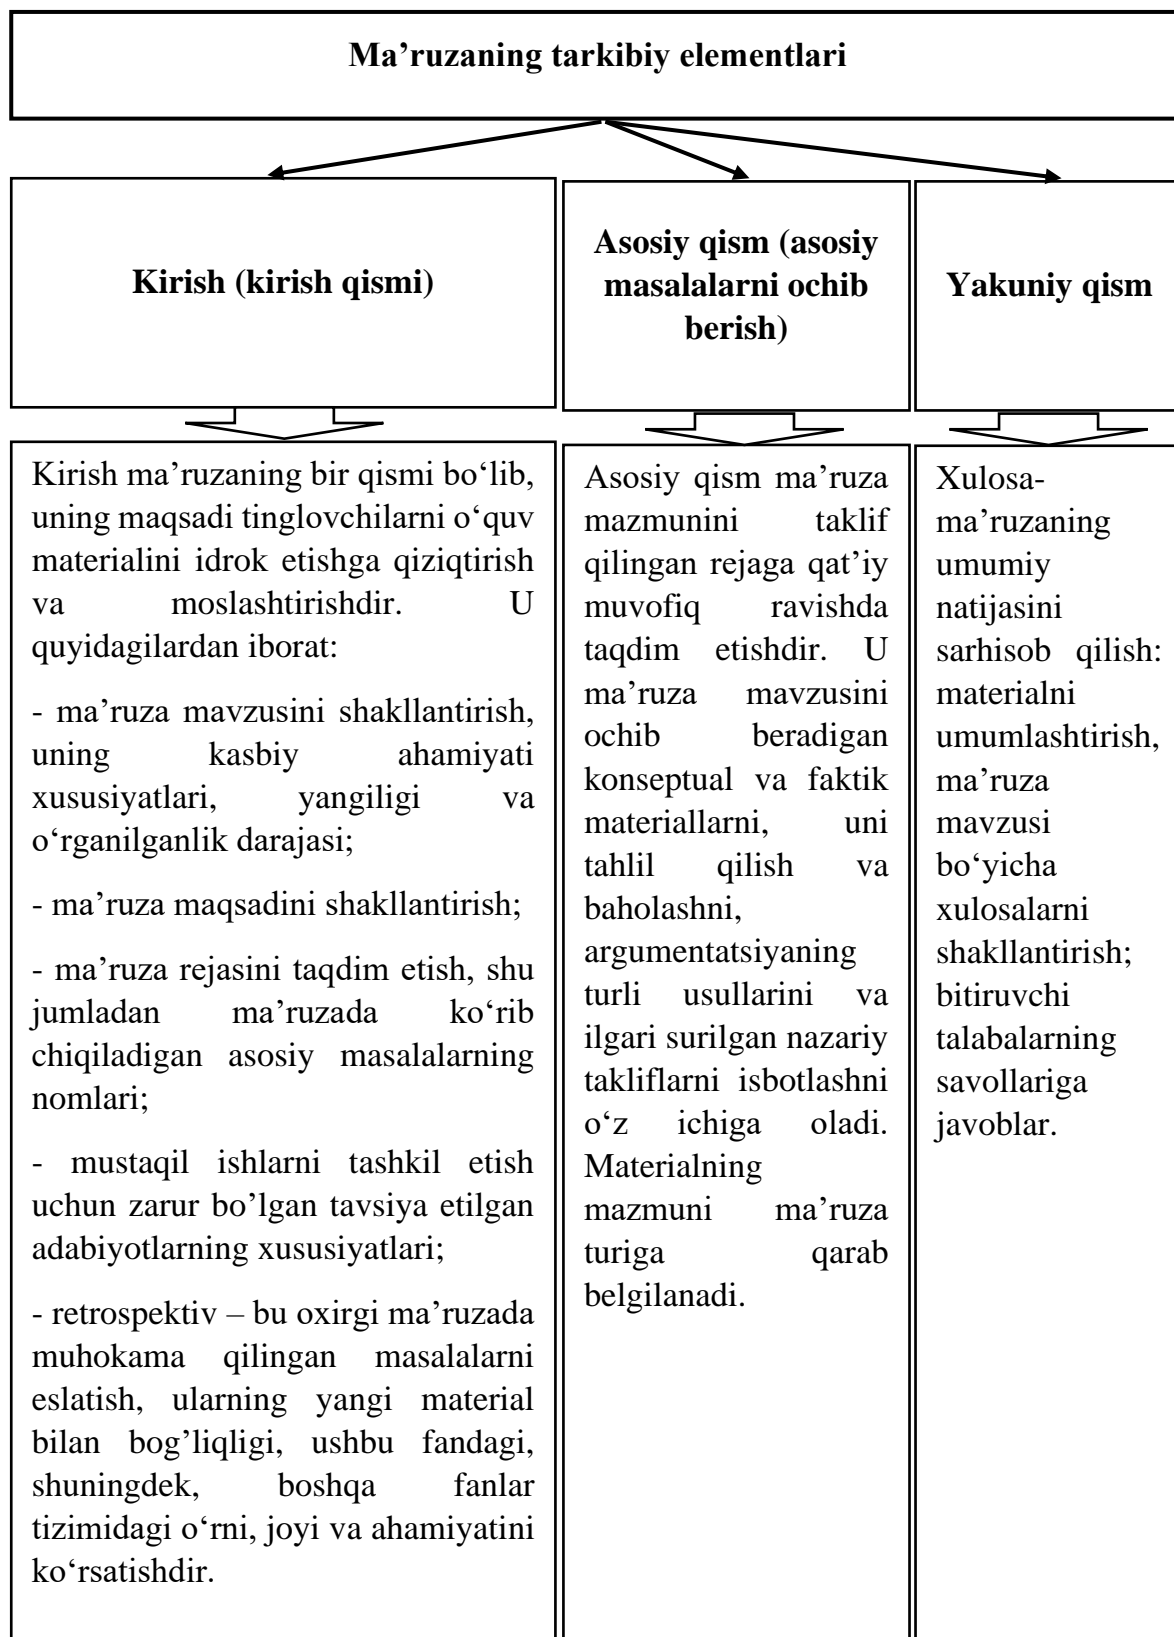 Ma’ruzaning tarkibiy elementlari
Kirish (kirish qismi)
Asosiy qism (asosiy
masalalarni ochib
berish)
Yakuniy qism
Kirish ma’ruzaning bir qismi bo‘lib,
uning maqsadi tinglovchilarni o‘quv
materialini idrok etishga qiziqtirish
va moslashtirishdir. U
quyidagilardan iborat:
- ma’ruza mavzusini shakllantirish,
uning kasbiy ahamiyati
xususiyatlari, yangiligi va
o‘rganilganlik darajasi;
- ma’ruza maqsadini shakllantirish;
- ma’ruza rejasini taqdim etish, shu
jumladan ma’ruzada ko‘rib
chiqiladigan asosiy masalalarning
nomlari;
- mustaqil ishlarni tashkil etish
uchun zarur bo’lgan tavsiya etilgan
adabiyotlarning xususiyatlari;
- retrospektiv – bu oxirgi ma’ruzada
muhokama qilingan masalalarni
eslatish, ularning yangi material
bilan bog’liqligi, ushbu fandagi,
shuningdek, boshqa fanlar
tizimidagi o‘rni, joyi va ahamiyatini
ko‘rsatishdir.
Asosiy qism ma’ruza
mazmunini taklif
qilingan rejaga qat’iy
muvofiq ravishda
taqdim etishdir. U
ma’ruza mavzusini
ochib beradigan
konseptual va faktik
materiallarni, uni
tahlil qilish va
baholashni,
argumentatsiyaning
turli usullarini va
ilgari surilgan nazariy
takliflarni isbotlashni
o‘z ichiga oladi.
Materialning
mazmuni ma’ruza
turiga qarab
belgilanadi.
Xulosa-
ma’ruzaning
umumiy
natijasini
sarhisob qilish:
materialni
umumlashtirish,
ma’ruza
mavzusi
bo‘yicha
xulosalarni
shakllantirish;
bitiruvchi
talabalarning
savollariga
javoblar.